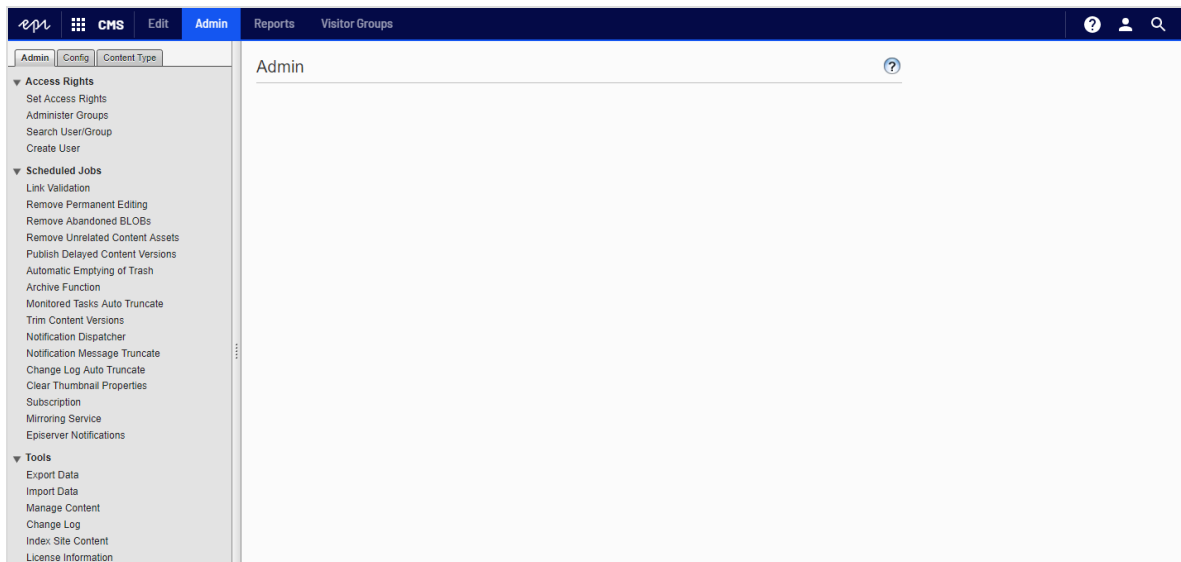 epi CMS Edit Admin Reports Visitor Groups ?
Admin Config Content Type
Access Rights
Set Access Rights
Administer Groups
Search User/Group
Create User
Scheduled Jobs
Link Validation
Remove Permanent Editing
Remove Abandoned BLOBs
Remove Unrelated Content Assets
Publish Delayed Content Versions
Automatic Emptying of Trash
Archive Function
Monitored Tasks Auto Truncate
Trim Content Versions
Notification Dispatcher
Notification Message Truncate
Change Log Auto Truncate
Clear Thumbnail Properties
Subscription
Mirroring Service
Episerver Notifications
Tools
Export Data
Import Data
Manage Content
Change Log
Index Site Content
License Information
Admin ?